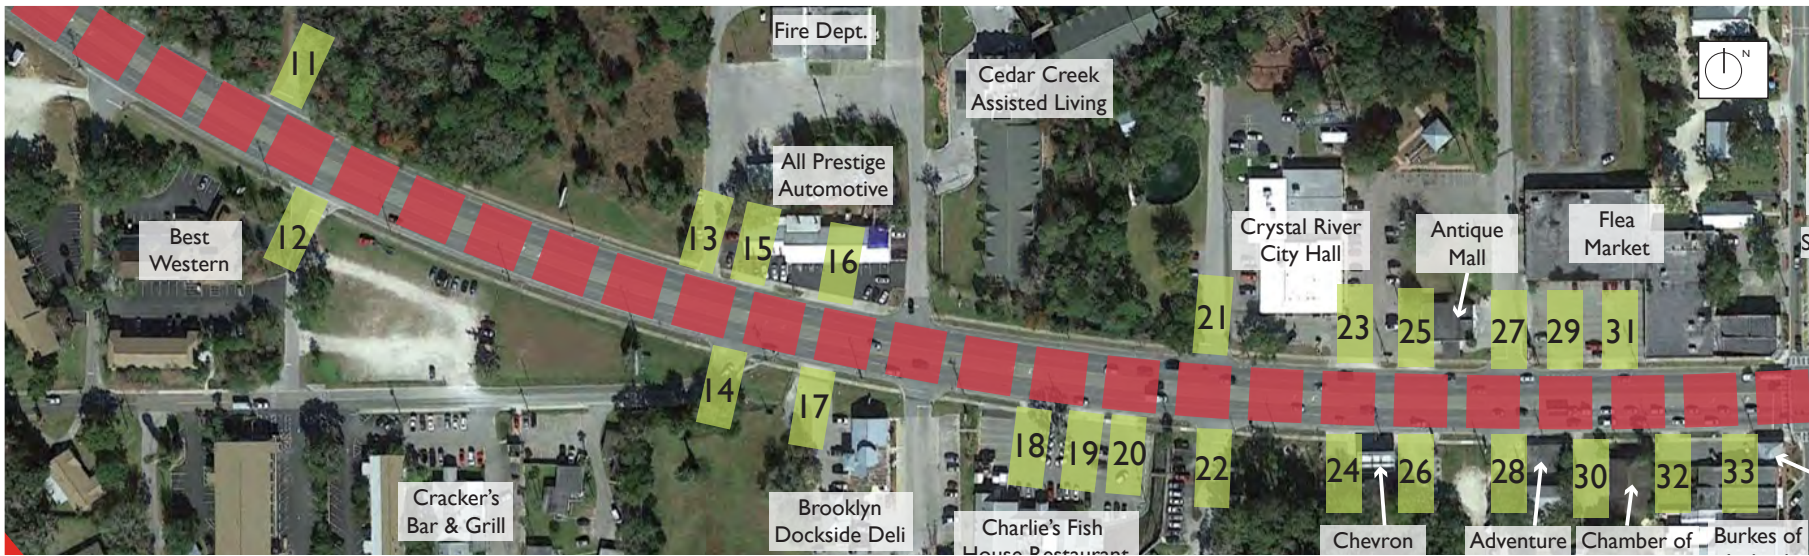 Fire Dept.
N
11
Cedar Creek
Assisted Living
All Prestige
Automotive
12
Best
Western
13
15
16
Crystal River
City Hall
Antique
Mall
Flea
Market
S
21
23
25
27
29
31
14
17
18
19
20
22
24
26
28
30
32
33
Cracker's
Bar & Grill
Brooklyn
Dockside Deli
Charlie's Fish
House Restaurant
Chevron
Adventure
Chamber of
Burkes of